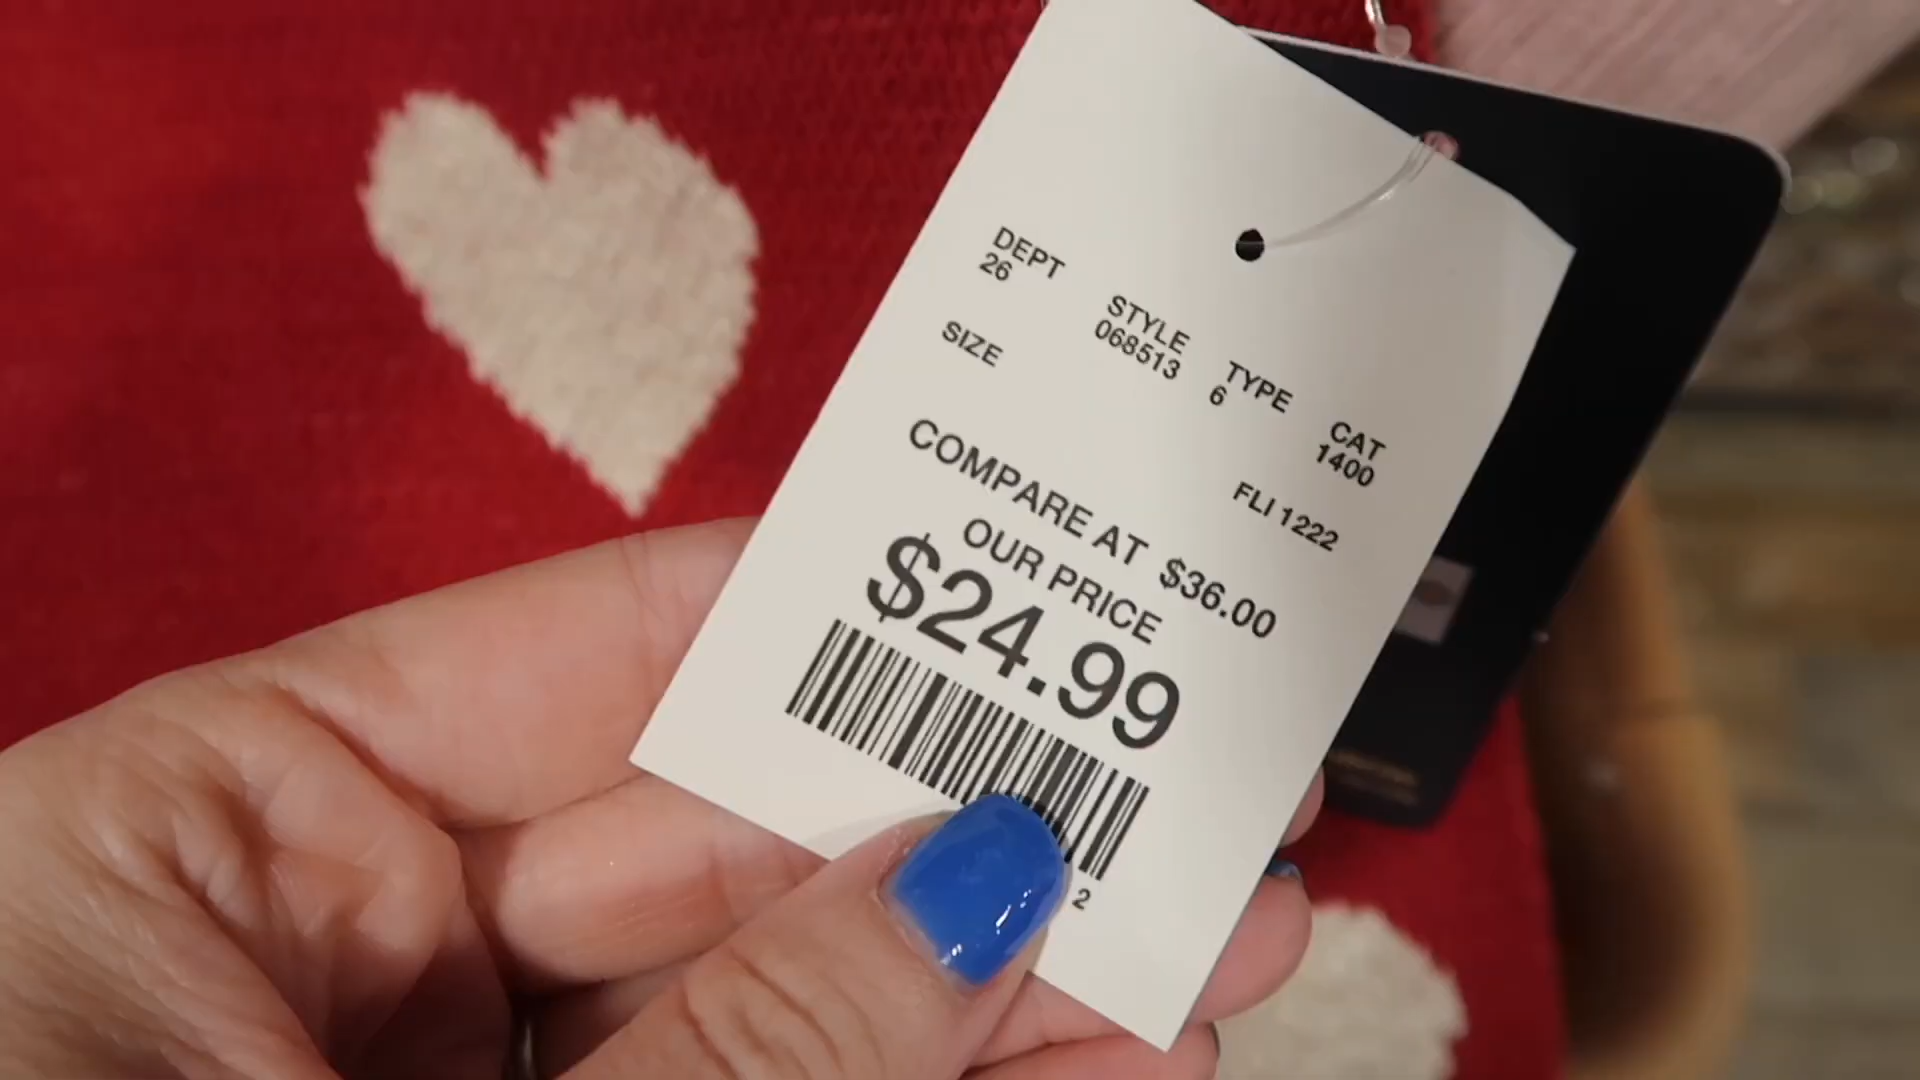 DEPT
26
STYLE
068513
TYPE
6
CAT
1400
SIZE
FLI 1222
COMPARE AT $36.00
OUR PRICE
$24.99
2